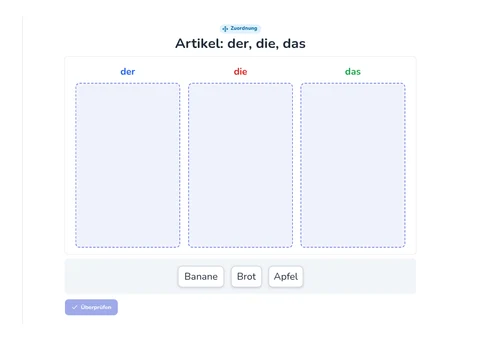 Zuordnung
Artikel: der, die, das
der die das
Banane Brot Apfel
Überprüfen